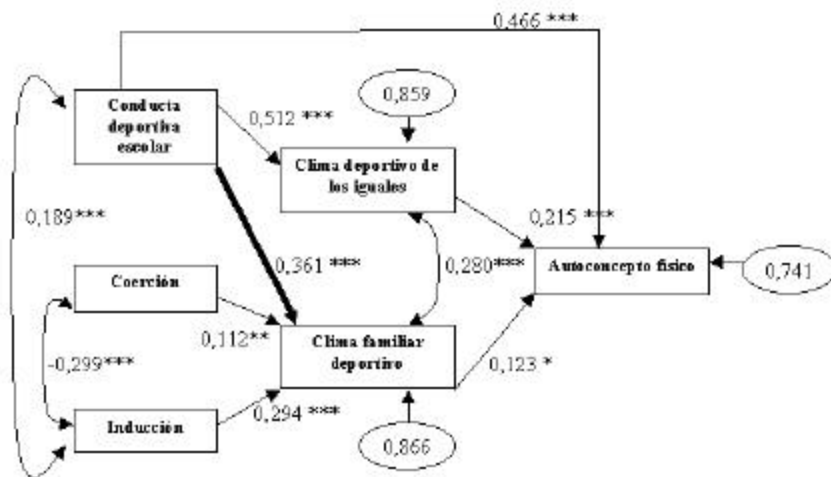 0,466 ***
Conducta
deportiva
escolar
0,859
0,512 ***
Clima deportivo de
los iguales
0,189***
0,215 ***
0,361 ***
0,280***
Autoconcepto físico
0,741
Coerción
0,112**
Clima familiar
deportivo
0,123 *
-0,299***
Inducción
0,294 ***
0,866